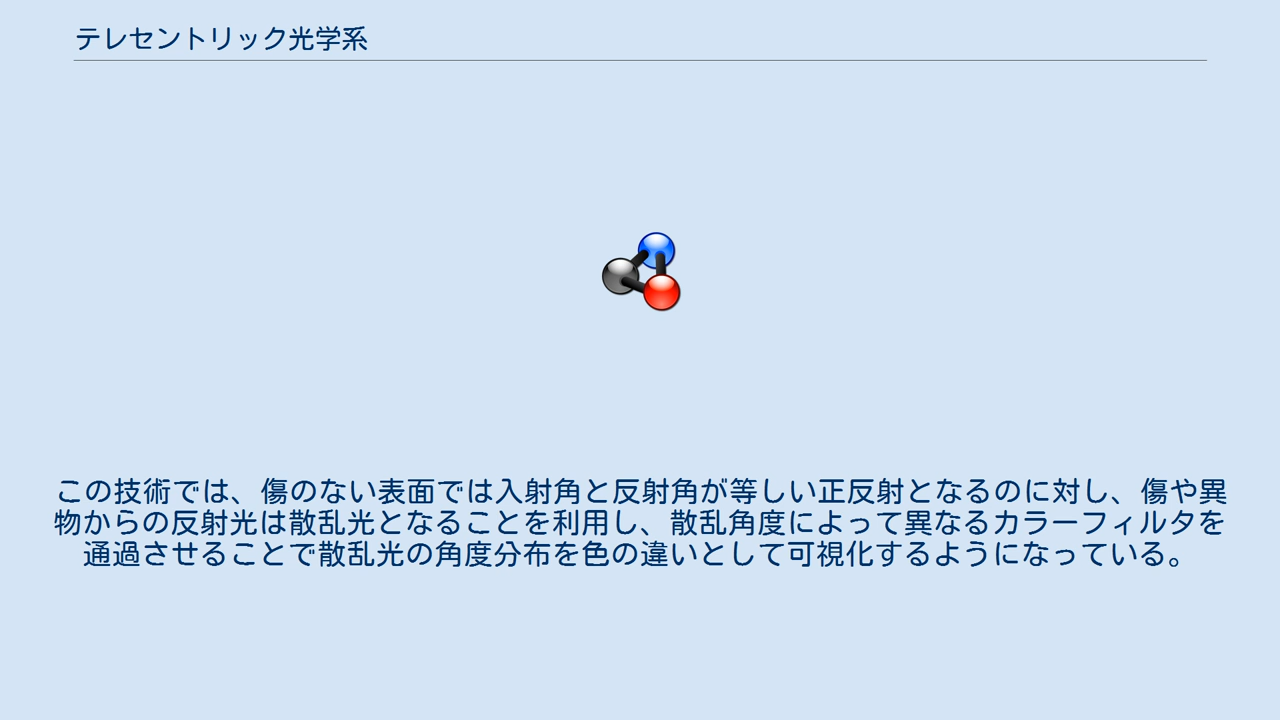 テレセントリック光学系
この技術では、傷のない表面では入射角と反射角が等しい正反射となるのに対し、傷や異
物からの反射光は散乱光となることを利用し、散乱角度によって異なるカラーフィルタを
通過させることで散乱光の角度分布を色の違いとして可視化するようになっている。